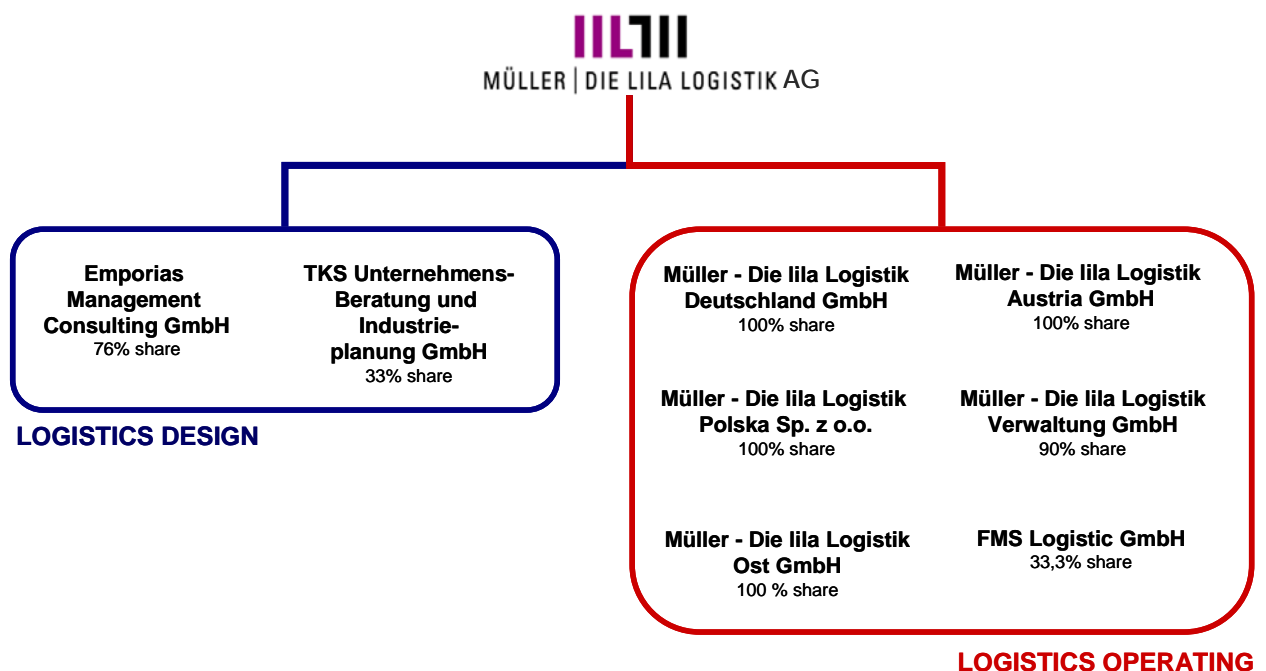 MÜLLER | DIE LILA LOGISTIK AG
Emporias
Management
Consulting GmbH
76% share
TKS Unternehmens-
Beratung und
Industrie-
planung GmbH
33% share
LOGISTICS DESIGN
Müller - Die lila Logistik
Deutschland GmbH
100% share
Müller - Die lila Logistik
Austria GmbH
100% share
Müller - Die lila Logistik
Polska Sp. z o.o.
100% share
Müller - Die lila Logistik
Verwaltung GmbH
90% share
Müller - Die lila Logistik
Ost GmbH
100 % share
FMS Logistic GmbH
33,3% share
LOGISTICS OPERATING